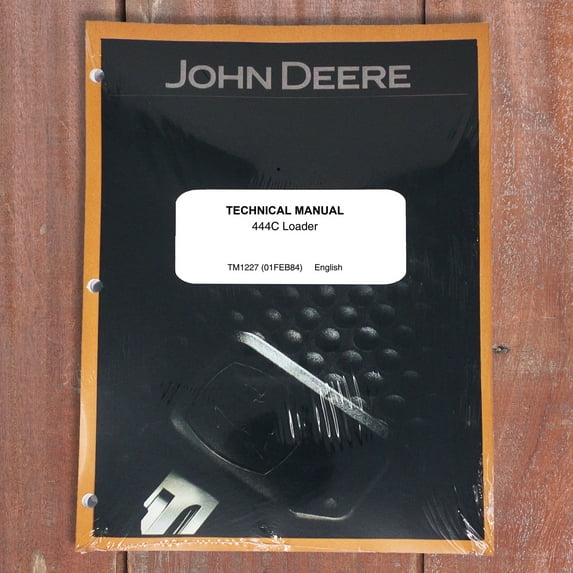 JOHN DEERE
TECHNICAL MANUAL
444C Loader
TM1227 (01FEB84) English